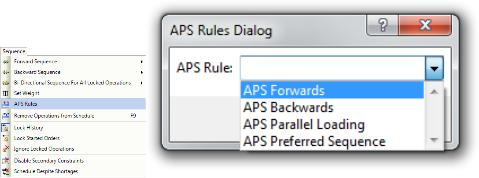 Sequence
Forward Sequence
Backward Sequence
Bi-Directional Sequence For All Locked Operations
Set Weight
APS Rules
Remove Operations from Schedule F9
Lock History
Lock Started Orders
Ignore Locked Operations
Disable Secondary Constraints
Schedule Despite Shortages
APS Rules Dialog
?
APS Rule:
APS Forwards
APS Backwards
APS Parallel Loading
APS Preferred Sequence